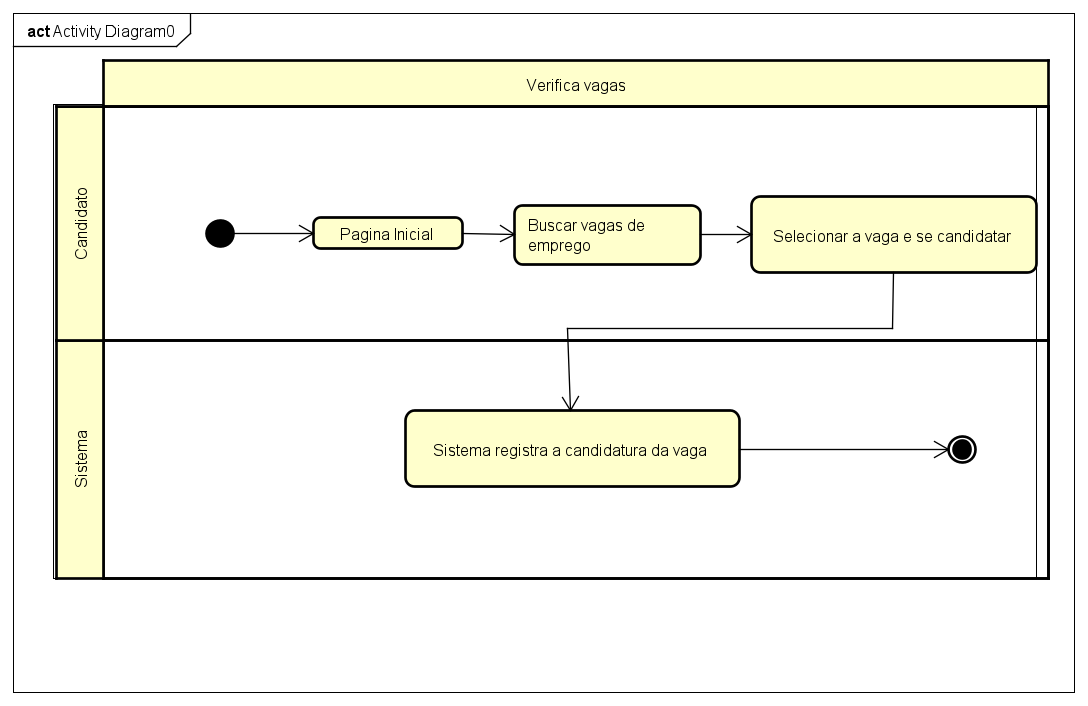 act Activity Diagram0
Verifica vagas
Candidato
Pagina Inicial
Buscar vagas de
emprego
Selecionar a vaga e se candidatar
Sistema
Sistema registra a candidatura da vaga